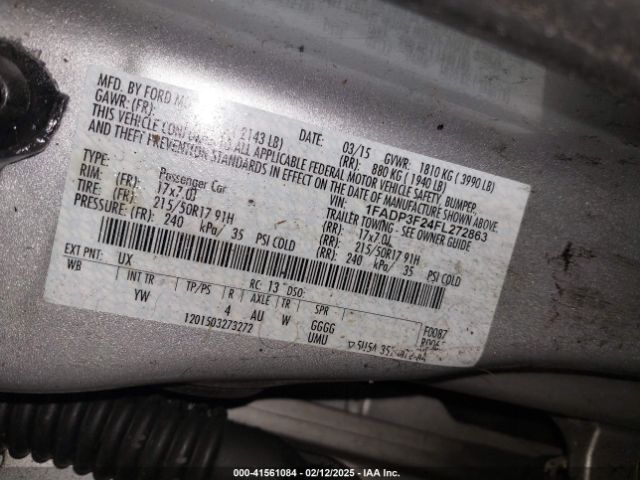 MFD. BY FORD MO
DATE: 03/15 GVWR: 1810 KG ( 3990 LB)
GAWR: (FR): 2143 LB) (RR): 880 KG ( 1940 LB)
THIS VEHICLE CONFORMS TO ALL APPLICABLE FEDERAL MOTOR VEHICLE SAFETY, BUMPER,
AND THEFT PREVENTION STANDARDS IN EFFECT ON THE DATE OF MANUFACTURE SHOWN ABOVE.
VIN: 1FADP3F24FL272863
TYPE: Passenger Car TRAILER TOWING - SEE OWNER GUIDE
RIM: (FR): 17x7.0J (RR): 17x7.0J
TIRE: (FR): 215/50R17 91H (RR): 215/50R17 91H
PRESSURE: (FR): 240 kPa/ 35 PSI COLD (RR): 240 kPa/ 35 PSI COLD
EXT PNT: UX RC: 13 DSO:
WB INT TR TP/PS R AXLE TR SPR
YW 4 AU W GGGG F0087
UMU
1201503273272
000-41561084 - 02/12/2025 - IAA Inc.